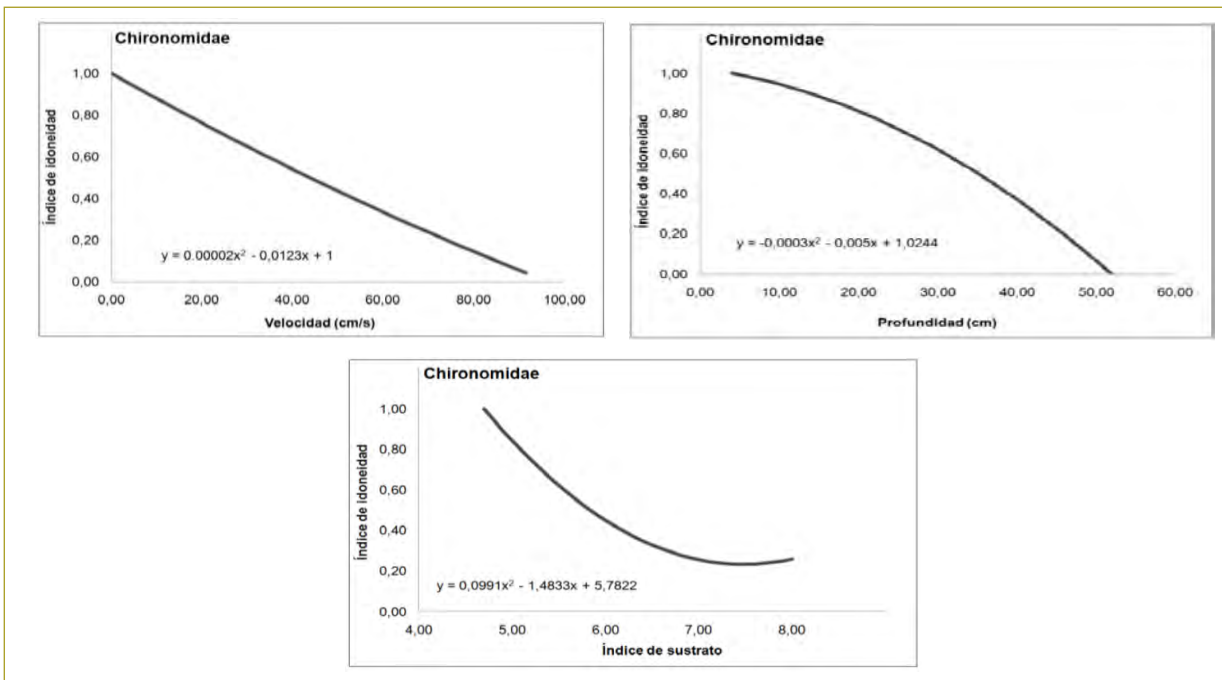 Chironomidae
1,00
0,80
0,60
0,40
0,20
0,00
Índice de idoneidad
y = 0.00002x² - 0,0123x + 1
0,00 20,00 40,00 60,00 80,00 100,00
Velocidad (cm/s)
Chironomidae
1,00
0,80
0,60
0,40
0,20
0,00
Índice de idoneidad
y = -0,0003x² - 0,005x + 1,0244
0,00 10,00 20,00 30,00 40,00 50,00 60,00
Profundidad (cm)
Chironomidae
1,00
0,80
0,60
0,40
0,20
0,00
Índice de idoneidad
y = 0,0991x² - 1,4833x + 5,7822
4,00 5,00 6,00 7,00 8,00
Índice de sustrato